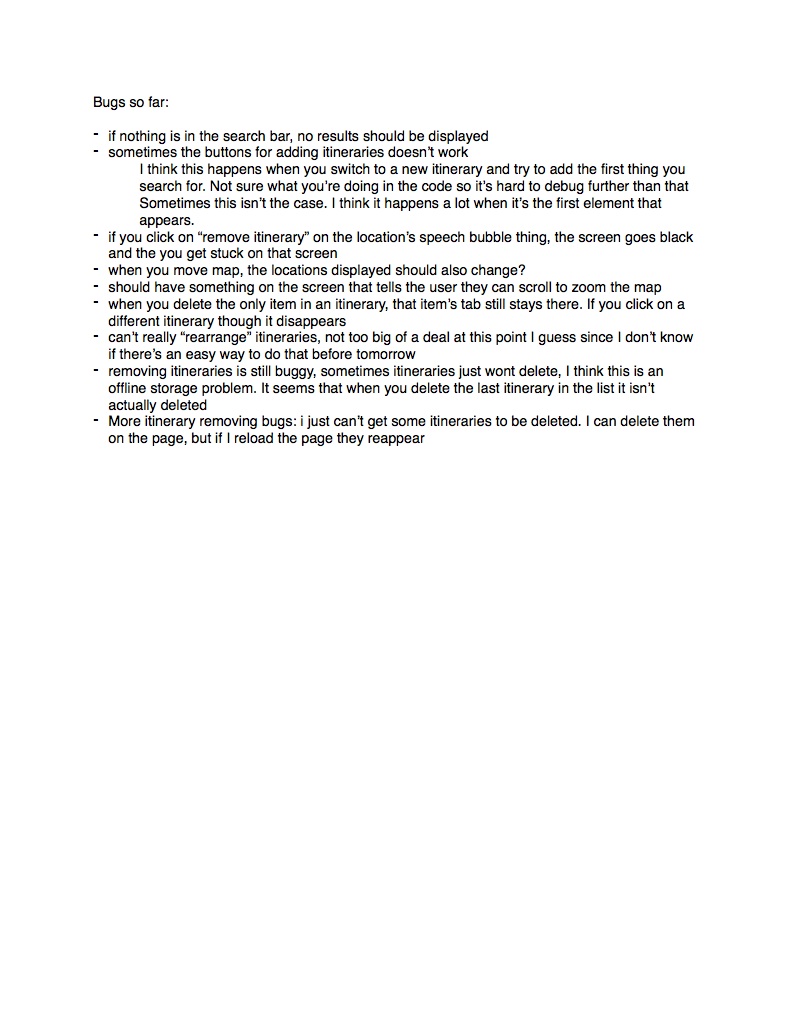 Bugs so far:
- if nothing is in the search bar, no results should be displayed
- sometimes the buttons for adding itineraries doesn't work
I think this happens when you switch to a new itinerary and try to add the first thing you
search for. Not sure what you're doing in the code so it's hard to debug further than that
Sometimes this isn't the case. I think it happens a lot when it's the first element that
appears.
- if you click on “remove itinerary” on the location's speech bubble thing, the screen goes black
and the you get stuck on that screen
- when you move map, the locations displayed should also change?
- should have something on the screen that tells the user they can scroll to zoom the map
- when you delete the only item in an itinerary, that item's tab still stays there. If you click on a
different itinerary though it disappears
- can't really “rearrange” itineraries, not too big of a deal at this point I guess since I don't know
if there's an easy way to do that before tomorrow
- removing itineraries is still buggy, sometimes itineraries just wont delete, I think this is an
offline storage problem. It seems that when you delete the last itinerary in the list it isn't
actually deleted
- More itinerary removing bugs: i just can't get some itineraries to be deleted. I can delete them
on the page, but if I reload the page they reappear